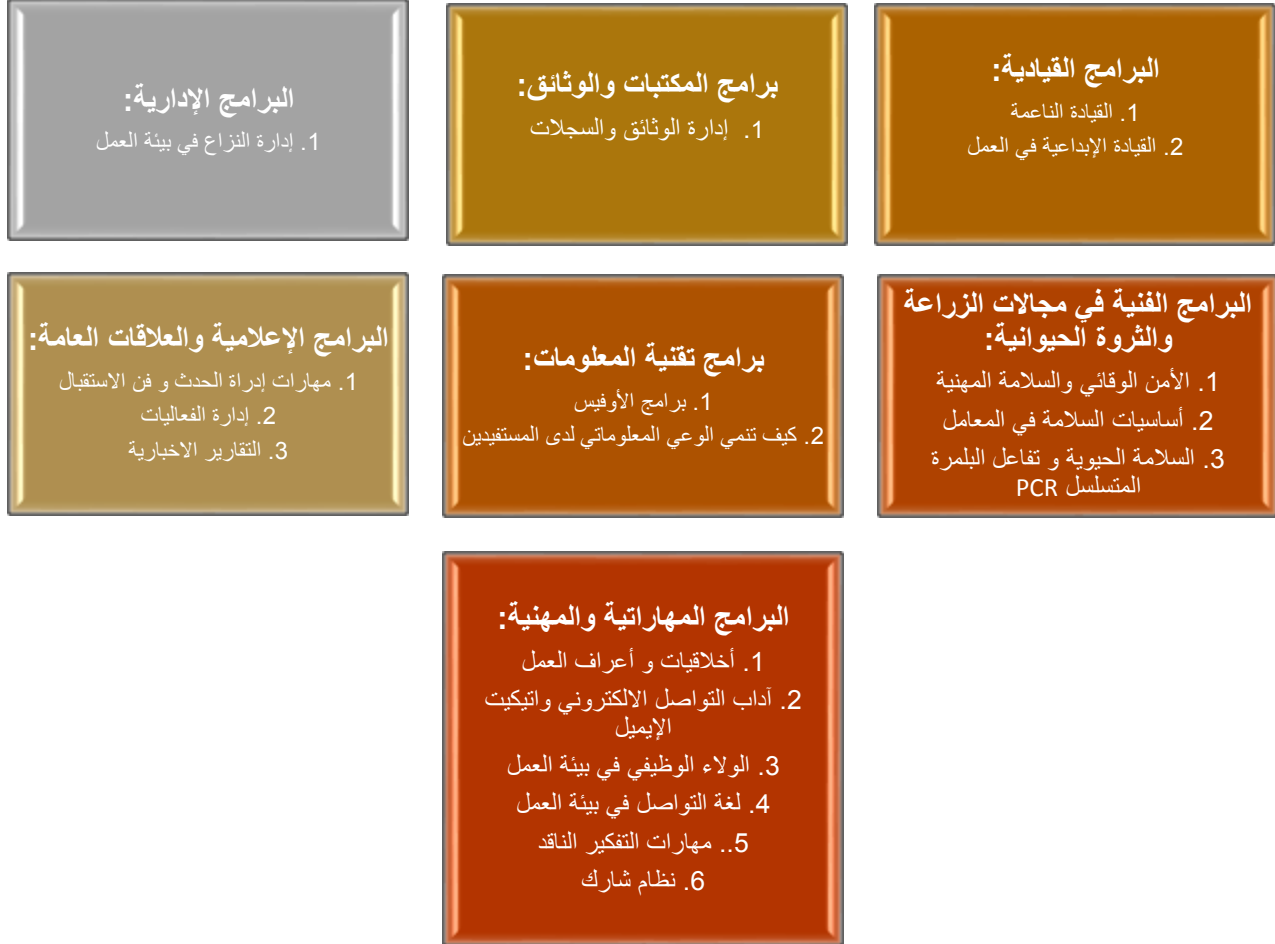 البرامج القيادية:
1. القيادة الناعمة
2. القيادة الإبداعية في العمل
برامج المكتبات والوثائق:
1. إدارة الوثائق والسجلات
البرامج الإدارية:
1. إدارة النزاع في بيئة العمل
البرامج الفنية في مجالات الزراعة
والثروة الحيوانية:
1. الأمن الوقائي والسلامة المهنية
2. أساسيات السلامة في المعامل
3. السلامة الحيوية و تفاعل البلمرة
المتسلسل PCR
برامج تقنية المعلومات:
1. برامج الأوفيس
2. كيف تنمي الوعي المعلوماتي لدى المستفيدين
البرامج الإعلامية والعلاقات العامة:
1. مهارات إدراة الحدث و فن الاستقبال
2. إدارة الفعاليات
3. التقارير الاخبارية
البرامج المهاراتية والمهنية:
1. أخلاقيات و أعراف العمل
2. آداب التواصل الالكتروني واتيكيت
الإيميل
3. الولاء الوظيفي في بيئة العمل
4. لغة التواصل في بيئة العمل
5.. مهارات التفكير الناقد
6. نظام شارك